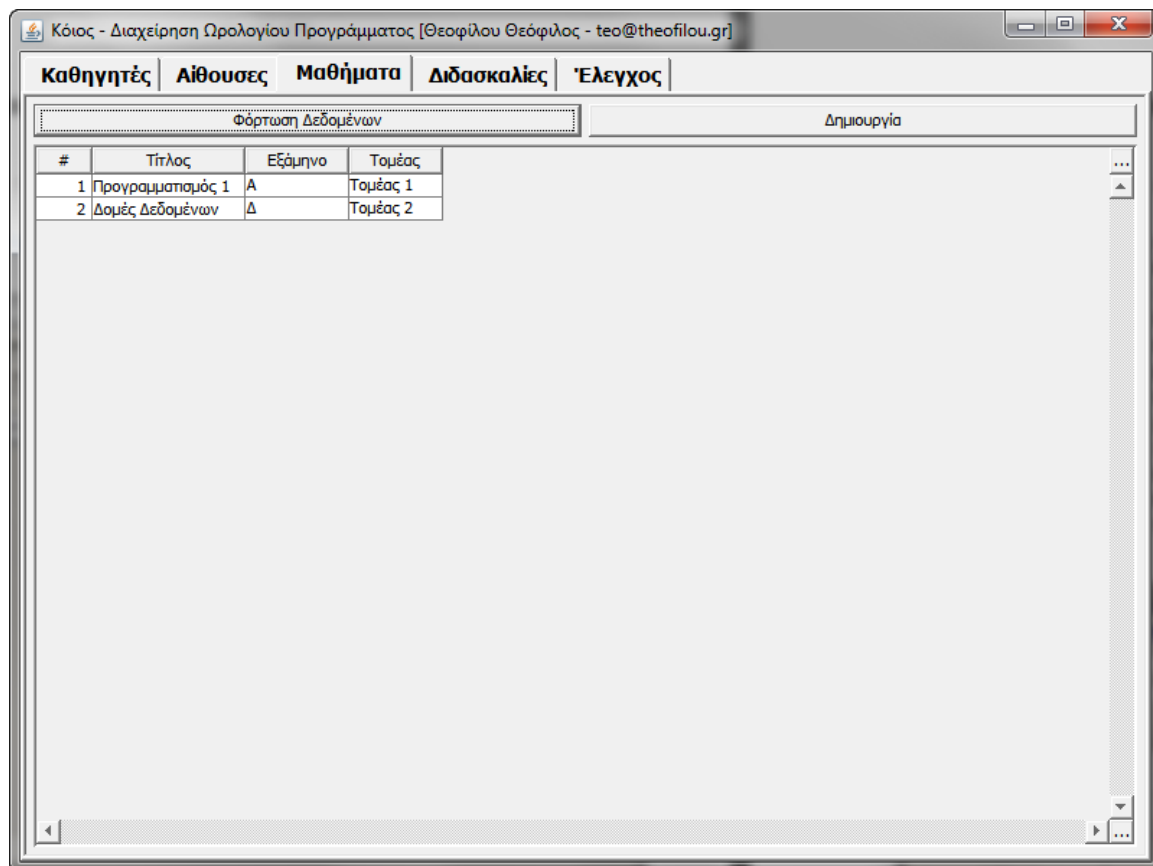 Κόιος - Διαχείρηση Ωρολογίου Προγράμματος [Θεοφίλου Θεόφιλος - teo@theofilou.gr]
Καθηγητές Αίθουσες Μαθήματα Διδασκαλίες Έλεγχος
Φόρτωση Δεδομένων Δημιουργία
# Τίτλος Εξάμηνο Τομέας ...
1 Προγραμματισμός 1 Α Τομέας 1
2 Δομές Δεδομένων Δ Τομέας 2
...